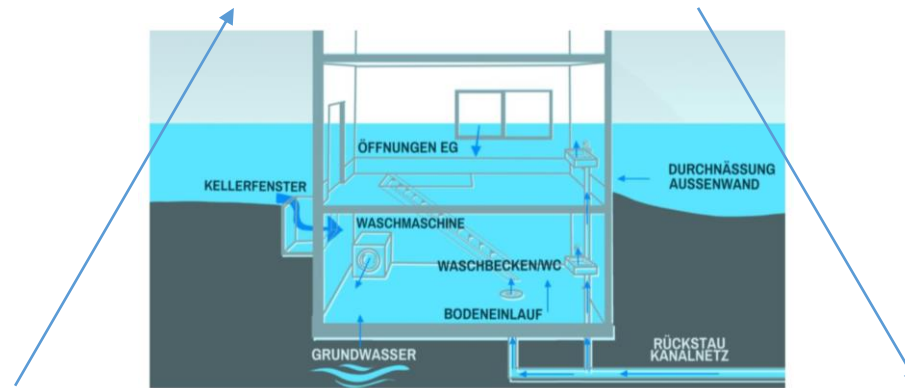 ÖFFNUNGEN EG
DURCHNÄSSUNG
AUSSENWAND
KELLERFENSTER
WASCHMASCHINE
WASCHBECKEN/WC
BODENEINLAUF
GRUNDWASSER
RÜCKSTAU
KANALNETZ